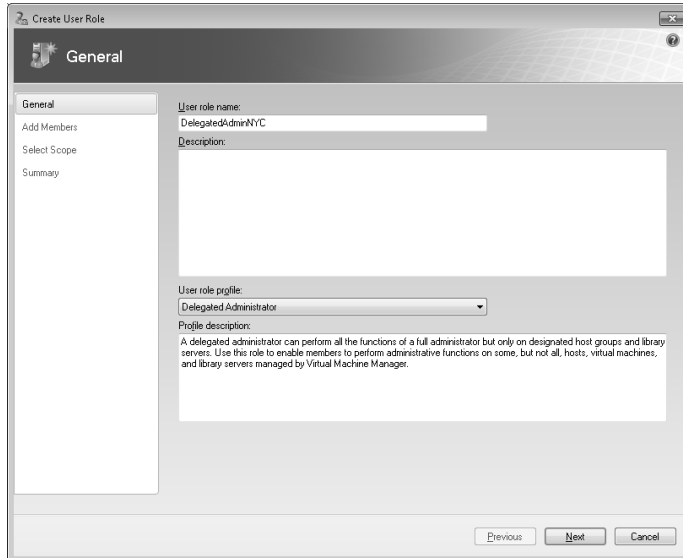 Create User Role
General
General
Add Members
Select Scope
Summary
User role name:
DelegatedAdminNYC
Description:
User role profile:
Delegated Administrator
Profile description:
A delegated administrator can perform all the functions of a full administrator but only on designated host groups and library
servers. Use this role to enable members to perform administrative functions on some, but not all, hosts, virtual machines,
and library servers managed by Virtual Machine Manager.
Previous
Next
Cancel